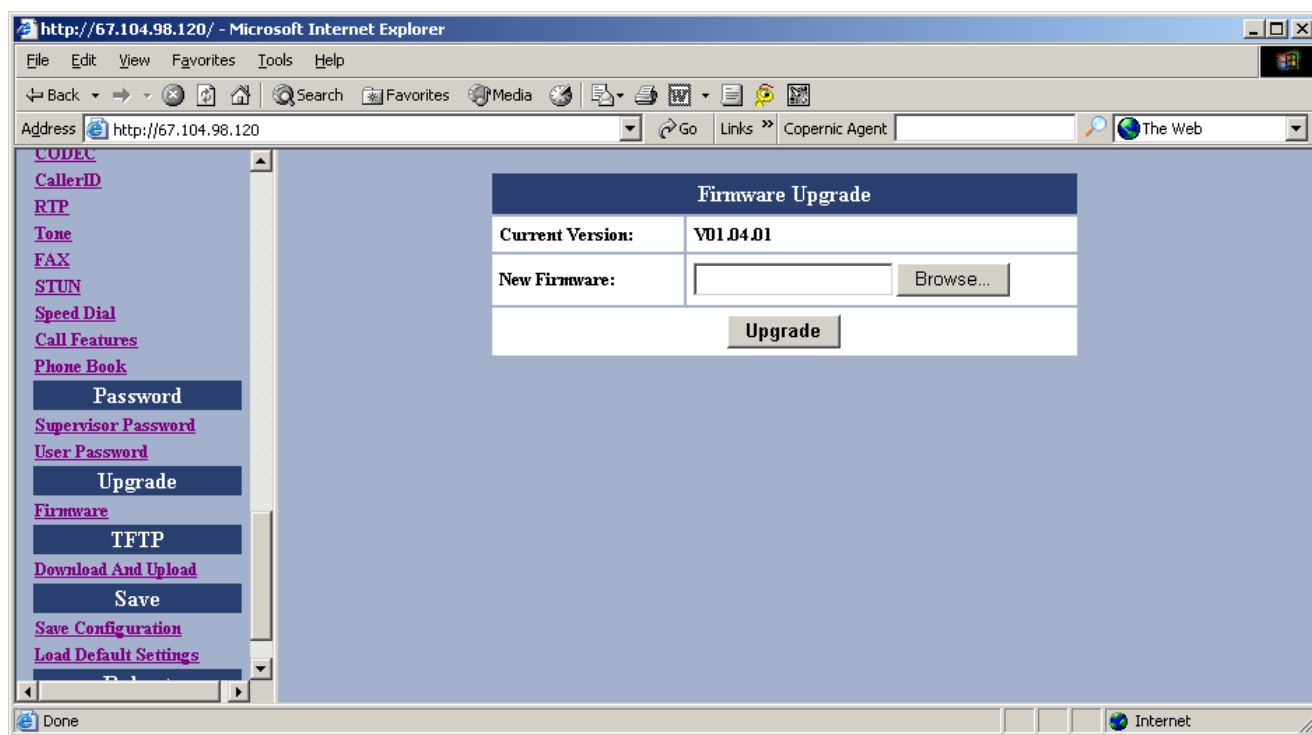 http://67.104.98.120/ - Microsoft Internet Explorer
File Edit View Favorites Tools Help
Back Search Favorites Media
Address http://67.104.98.120 Go Links » Copernic Agent The Web
CODEC
CallerID
RTP
Tone
FAX
STUN
Speed Dial
Call Features
Phone Book
Password
Supervisor Password
User Password
Upgrade
Firmware
TFTP
Download And Upload
Save
Save Configuration
Load Default Settings
Firmware Upgrade
Current Version: V01.04.01
New Firmware: Browse...
Upgrade
Done Internet